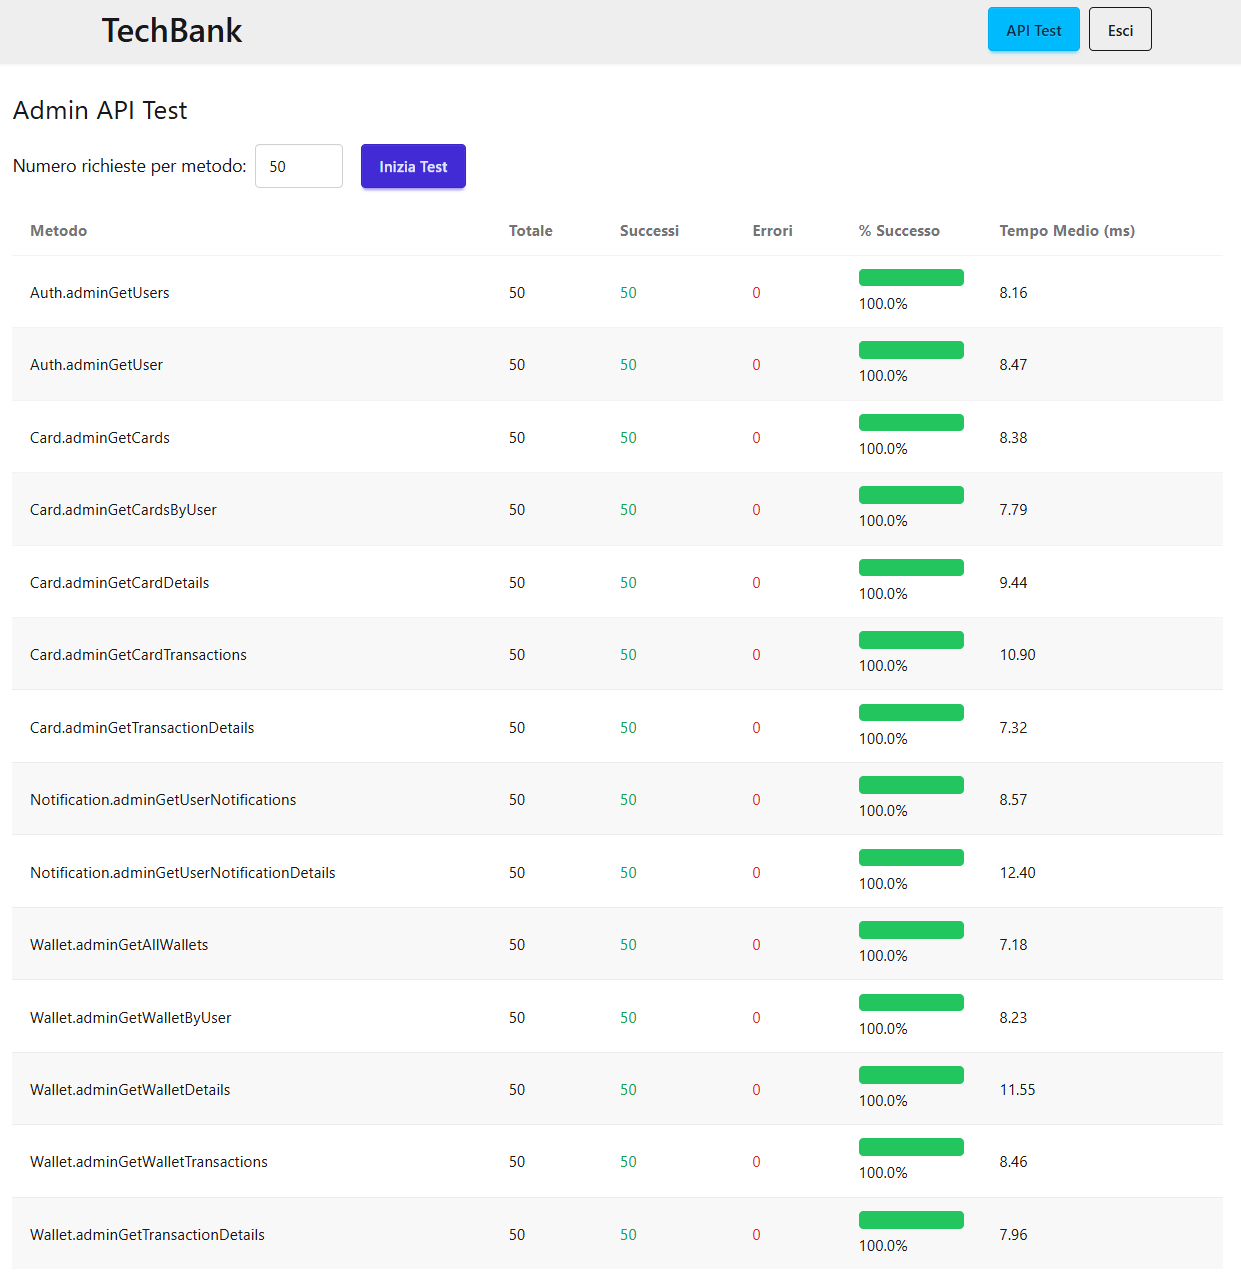 TechBank
API Test
Esci
Admin API Test
Numero richieste per metodo: 50 Inizia Test
Metodo Totale Successi Errori % Successo Tempo Medio (ms)
Auth.adminGetUsers 50 50 0 100.0% 8.16
Auth.adminGetUser 50 50 0 100.0% 8.47
Card.adminGetCards 50 50 0 100.0% 8.38
Card.adminGetCardsByUser 50 50 0 100.0% 7.79
Card.adminGetCardDetails 50 50 0 100.0% 9.44
Card.adminGetCardTransactions 50 50 0 100.0% 10.90
Card.adminGetTransactionDetails 50 50 0 100.0% 7.32
Notification.adminGetUserNotifications 50 50 0 100.0% 8.57
Notification.adminGetUserNotificationDetails 50 50 0 100.0% 12.40
Wallet.adminGetAllWallets 50 50 0 100.0% 7.18
Wallet.adminGetWalletByUser 50 50 0 100.0% 8.23
Wallet.adminGetWalletDetails 50 50 0 100.0% 11.55
Wallet.adminGetWalletTransactions 50 50 0 100.0% 8.46
Wallet.adminGetTransactionDetails 50 50 0 100.0% 7.96